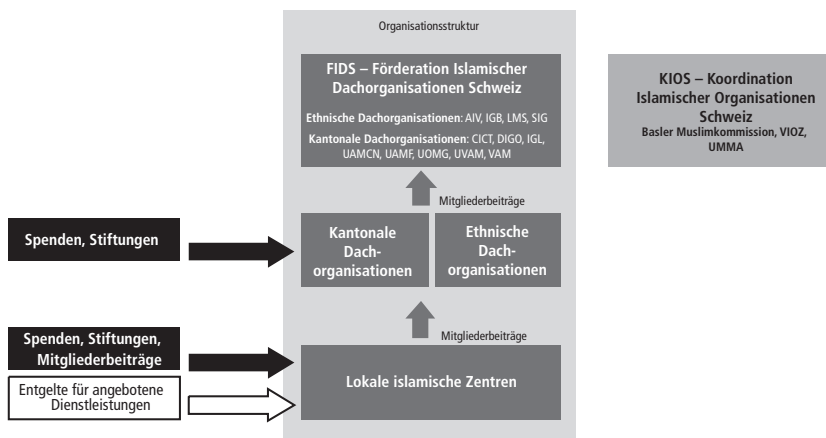 Organisationsstruktur
FIDS – Förderation Islamischer
Dachorganisationen Schweiz
Ethnische Dachorganisationen: AIV, IGB, LMS, SIG
Kantonale Dachorganisationen: CICT, DIGO, IGL,
UAMCN, UAMF, UOMG, UVAM, VAM
KIOS – Koordination
Islamischer Organisationen
Schweiz
Basler Muslimkommission, VIOZ,
UMMA
Mitgliederbeiträge
Spenden, Stiftungen
Kantonale
Dach-
organisationen
Ethnische
Dach-
organisationen
Mitgliederbeiträge
Spenden, Stiftungen,
Mitgliederbeiträge
Entgelte für angebotene
Dienstleistungen
Lokale islamische Zentren